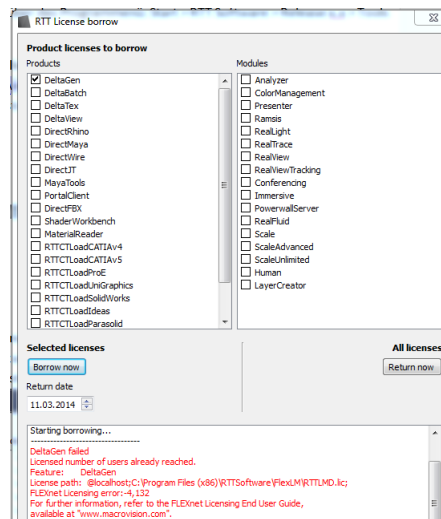 RTT License borrow
Product licenses to borrow
Products
DeltaGen
DeltaBatch
DeltaTex
DeltaView
DirectRhino
DirectMaya
DirectWire
DirectJT
MayaTools
PortalClient
DirectFBX
ShaderWorkbench
MaterialReader
RTTCTLoadCATIAv4
RTTCTLoadCATIAv5
RTTCTLoadProE
RTTCTLoadUniGraphics
RTTCTLoadSolidWorks
RTTCTLoadIdeas
RTTCTLoadParasolid
Modules
Analyzer
ColorManagement
Presenter
Ramsis
RealLight
RealTrace
RealView
RealViewTracking
Conferencing
Immersive
PowerwallServer
RealFluid
Scale
ScaleAdvanced
ScaleUnlimited
Human
LayerCreator
Selected licenses
Borrow now
Return date
11.03.2014
All licenses
Return now
Starting borrowing...
----------------------------------
DeltaGen failed
Licensed number of users already reached.
Feature: DeltaGen
License path: @localhost;C:\Program Files (x86)\RTTSoftware\FlexLM\RTTLMD.lic;
FLEXnet Licensing error:-4,132
For further information, refer to the FLEXnet Licensing End User Guide,
available at "www.macrovision.com".